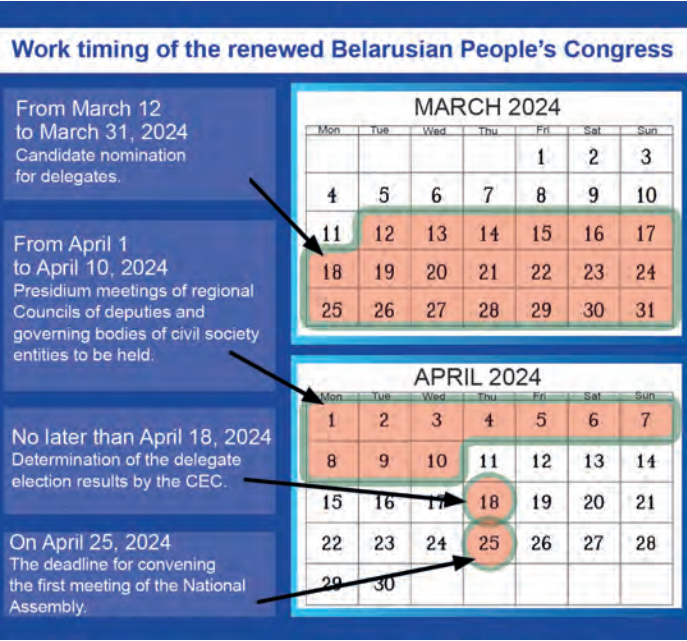 Work timing of the renewed Belarusian People's Congress
From March 12
to March 31, 2024
Candidate nomination
for delegates.
From April 1
to April 10, 2024
Presidium meetings of regional
Councils of deputies and
governing bodies of civil society
entities to be held.
No later than April 18, 2024
Determination of the delegate
election results by the CEC.
On April 25, 2024
The deadline for convening
the first meeting of the National
Assembly.
MARCH 2024
Mon Tue Wed Thu Fri Sat Sun
1 2 3
4 5 6 7 8 9 10
11 12 13 14 15 16 17
18 19 20 21 22 23 24
25 26 27 28 29 30 31
APRIL 2024
Mon Tue Wed Thu Fri Sat Sun
1 2 3 4 5 6 7
8 9 10 11 12 13 14
15 16 17 18 19 20 21
22 23 24 25 26 27 28
29 30